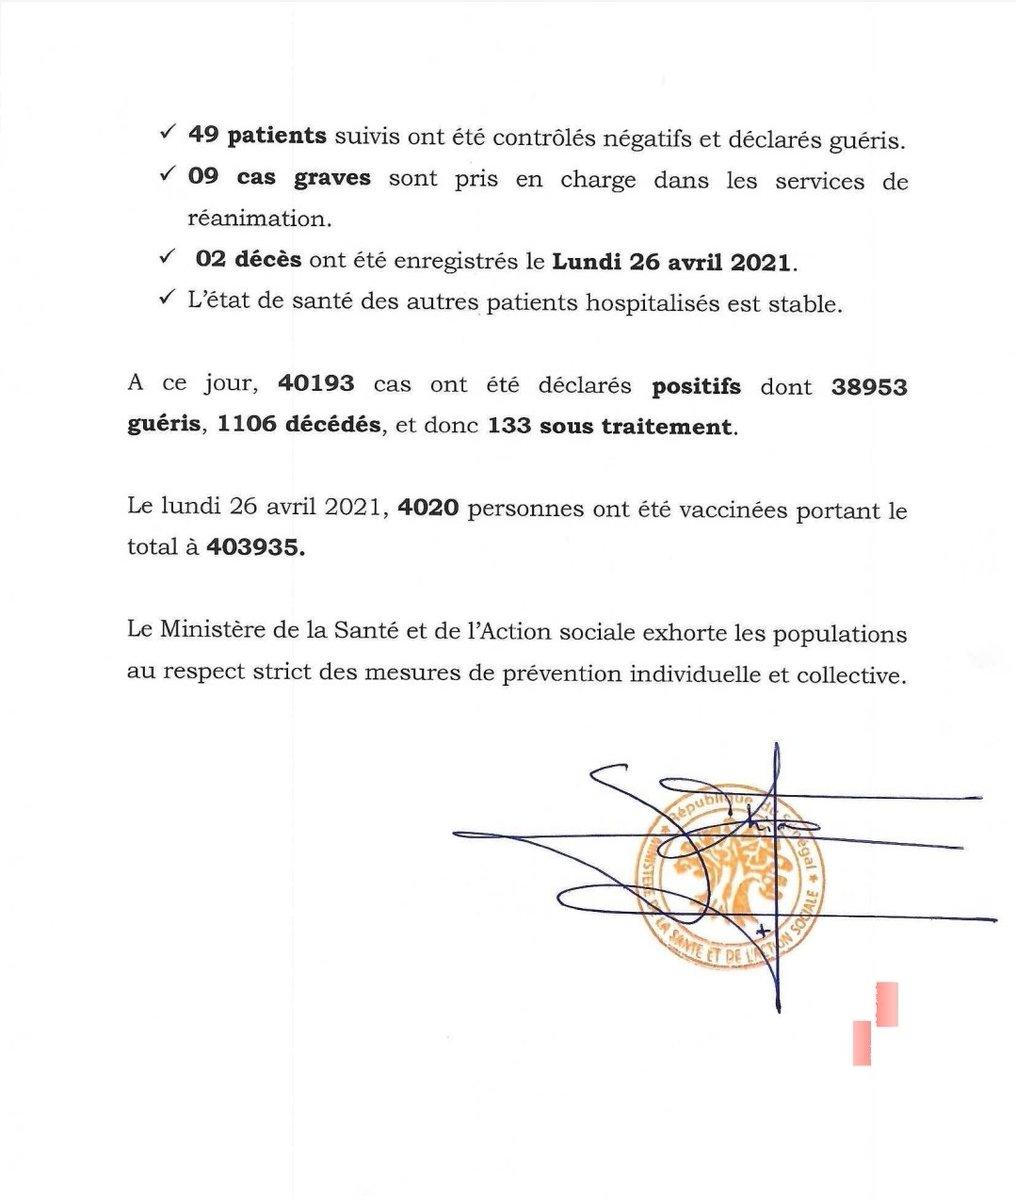 ✓ 49 patients suivis ont été contrôlés négatifs et déclarés guéris.
✓ 09 cas graves sont pris en charge dans les services de
réanimation.
✓ 02 décès ont été enregistrés le Lundi 26 avril 2021.
✓ L'état de santé des autres patients hospitalisés est stable.
A ce jour, 40193 cas ont été déclarés positifs dont 38953
guéris, 1106 décédés, et donc 133 sous traitement.
Le lundi 26 avril 2021, 4020 personnes ont été vaccinées portant le
total à 403935.
Le Ministère de la Santé et de l'Action sociale exhorte les populations
au respect strict des mesures de prévention individuelle et collective.
République du Sénégal
MINISTERE DE LA SANTE ET DE L'ACTION SOCIALE